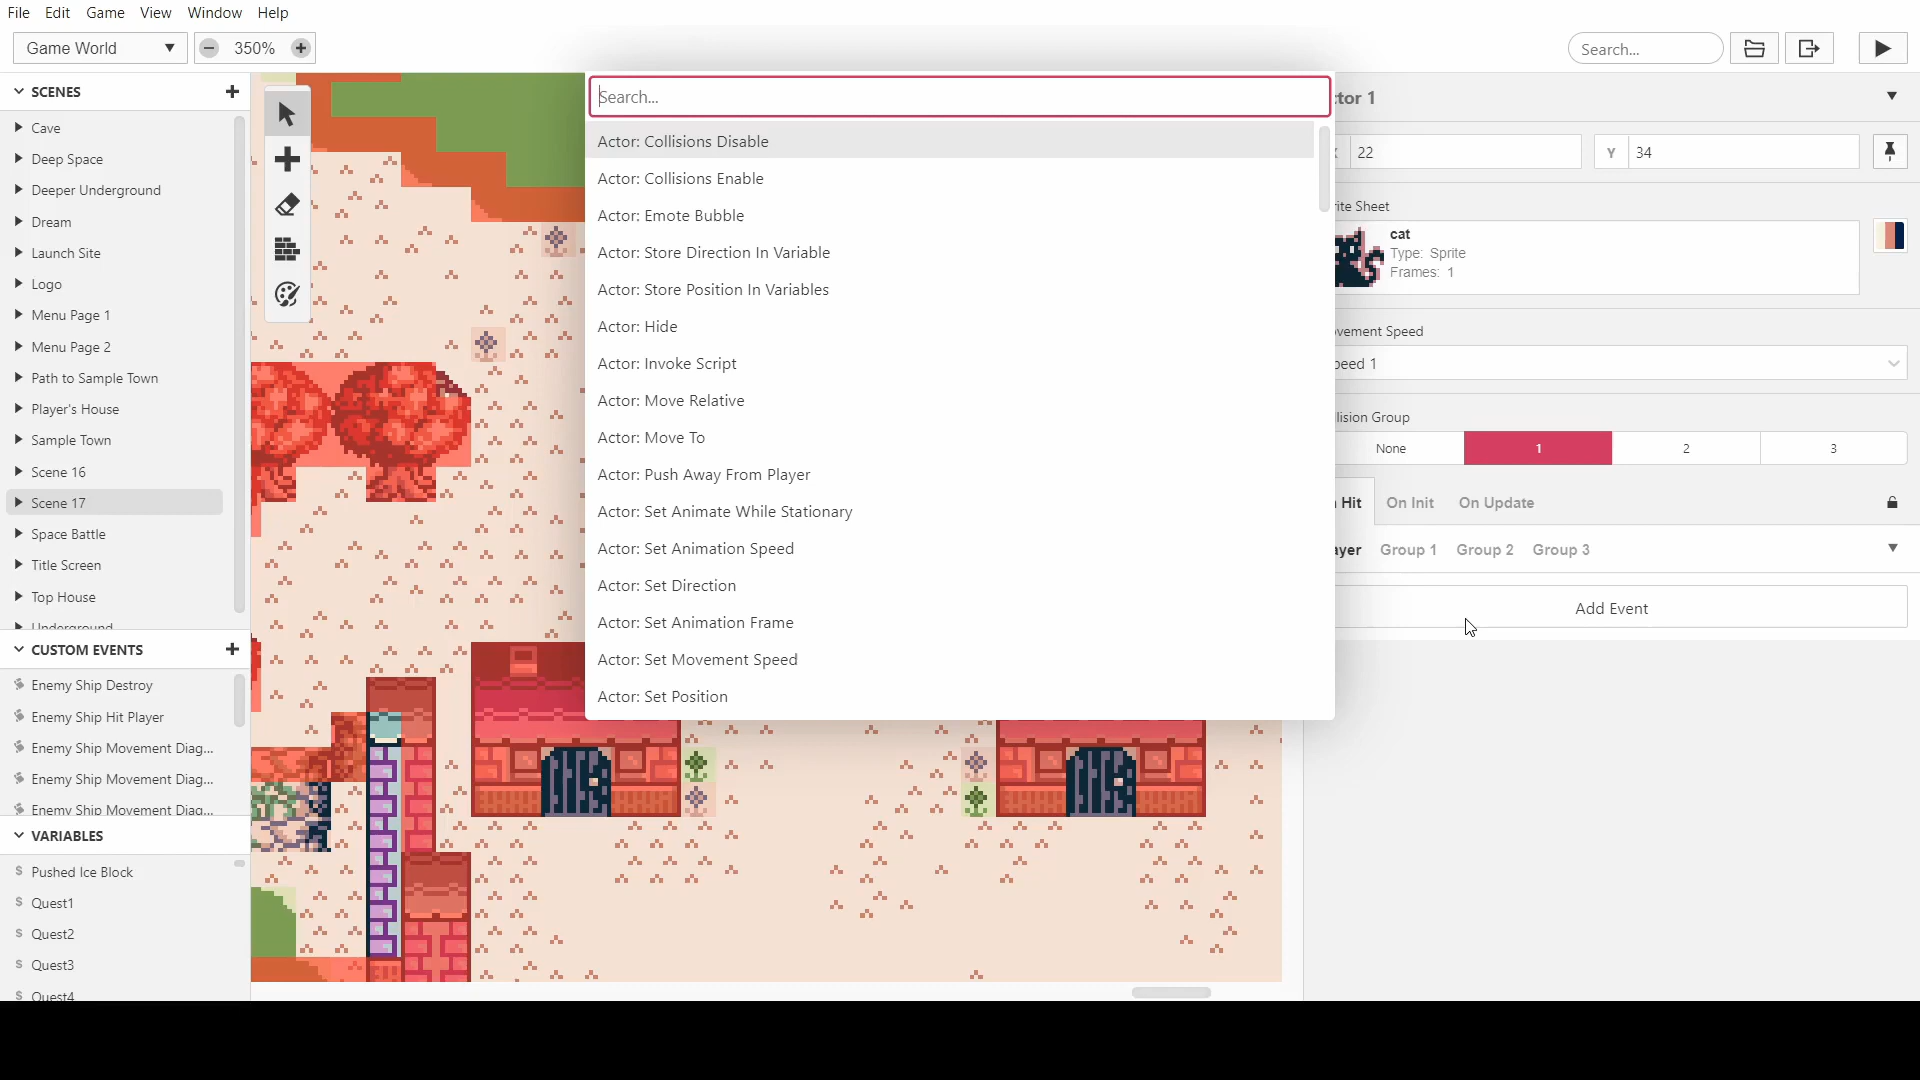 File Edit Game View Window Help
Game World
350%
Search...
SCENES
Cave
Deep Space
Deeper Underground
Dream
Launch Site
Logo
Menu Page 1
Menu Page 2
Path to Sample Town
Player's House
Sample Town
Scene 16
Scene 17
Space Battle
Title Screen
Top House
Underground
CUSTOM EVENTS
Enemy Ship Destroy
Enemy Ship Hit Player
Enemy Ship Movement Diag...
Enemy Ship Movement Diag...
Enemy Ship Movement Diag...
VARIABLES
$ Pushed Ice Block
$ Quest1
$ Quest2
$ Quest3
$ Quest4
Search...
Actor: Collisions Disable
Actor: Collisions Enable
Actor: Emote Bubble
Actor: Store Direction In Variable
Actor: Store Position In Variables
Actor: Hide
Actor: Invoke Script
Actor: Move Relative
Actor: Move To
Actor: Push Away From Player
Actor: Set Animate While Stationary
Actor: Set Animation Speed
Actor: Set Direction
Actor: Set Animation Frame
Actor: Set Movement Speed
Actor: Set Position
tor 1
22 Y 34
ite Sheet
cat
Type: Sprite
Frames: 1
vement Speed
eed 1
lision Group
None 1 2 3
Hit On Init On Update
ayer Group 1 Group 2 Group 3
Add Event